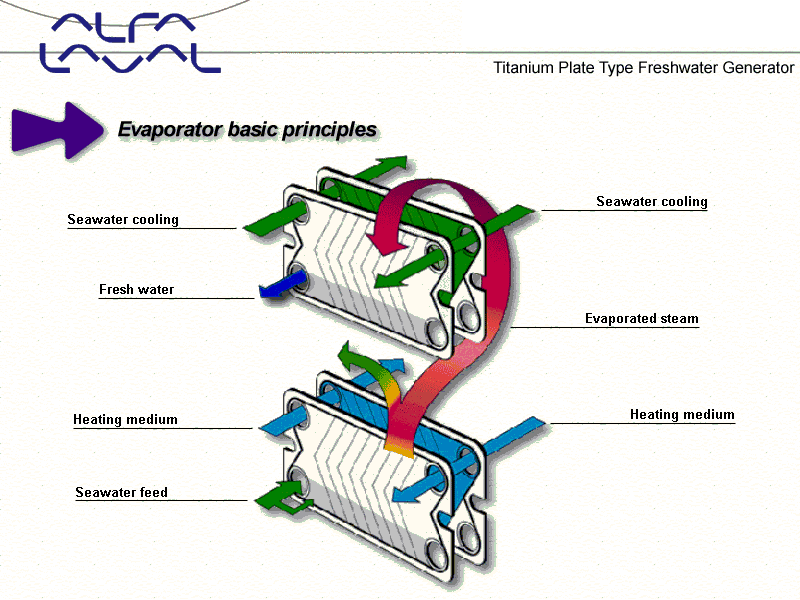 ALFA
LAVAL
Titanium Plate Type Freshwater Generator
Evaporator basic principles
Seawater cooling
Seawater cooling
Fresh water
Evaporated steam
Heating medium
Heating medium
Seawater feed